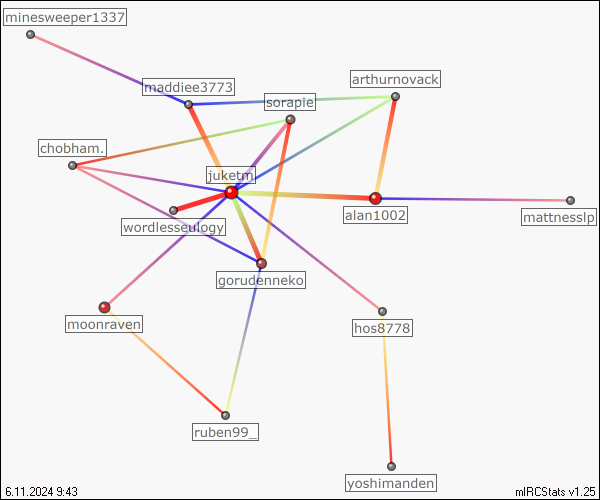 minesweeper1337
arthurnovack
maddiee3773
sorapie
chobham.
juketm
alan1002
mattnesslp
wordlesseulogy
gorudenneko
moonraven
hos8778
ruben99_
yoshimanden
6.11.2024 9:43
mIRCStats v1.25